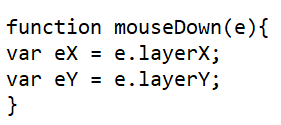 function mouseDown(e){
var eX = e.layerX;
var eY = e.layerY;
}